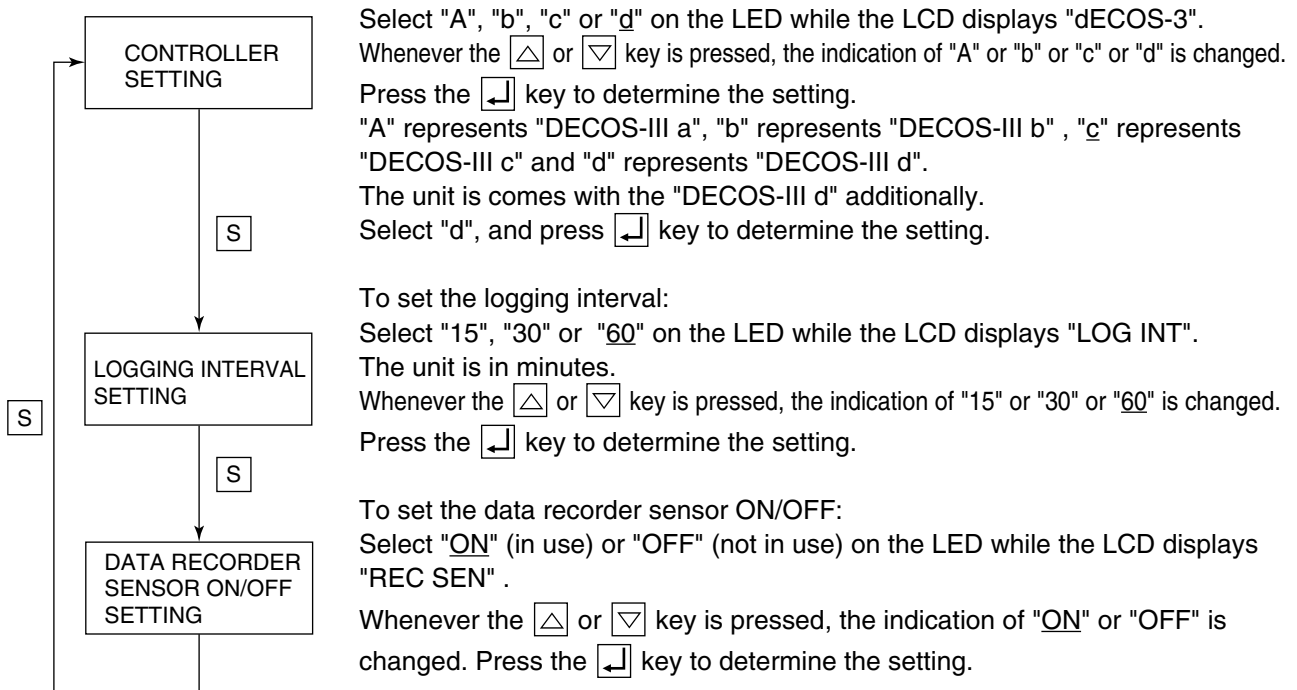 CONTROLLER
SETTING
Select "A", "b", "c" or "d" on the LED while the LCD displays "dECOS-3".
Whenever the △ or ▽ key is pressed, the indication of "A" or "b" or "c" or "d" is changed.
Press the ↵ key to determine the setting.
"A" represents "DECOS-III a", "b" represents "DECOS-III b" , "c" represents
"DECOS-III c" and "d" represents "DECOS-III d".
The unit is comes with the "DECOS-III d" additionally.
Select "d", and press ↵ key to determine the setting.
S
LOGGING INTERVAL
SETTING
To set the logging interval:
Select "15", "30" or "60" on the LED while the LCD displays "LOG INT".
The unit is in minutes.
Whenever the △ or ▽ key is pressed, the indication of "15" or "30" or "60" is changed.
Press the ↵ key to determine the setting.
S
S
DATA RECORDER
SENSOR ON/OFF
SETTING
To set the data recorder sensor ON/OFF:
Select "ON" (in use) or "OFF" (not in use) on the LED while the LCD displays
"REC SEN" .
Whenever the △ or ▽ key is pressed, the indication of "ON" or "OFF" is
changed. Press the ↵ key to determine the setting.